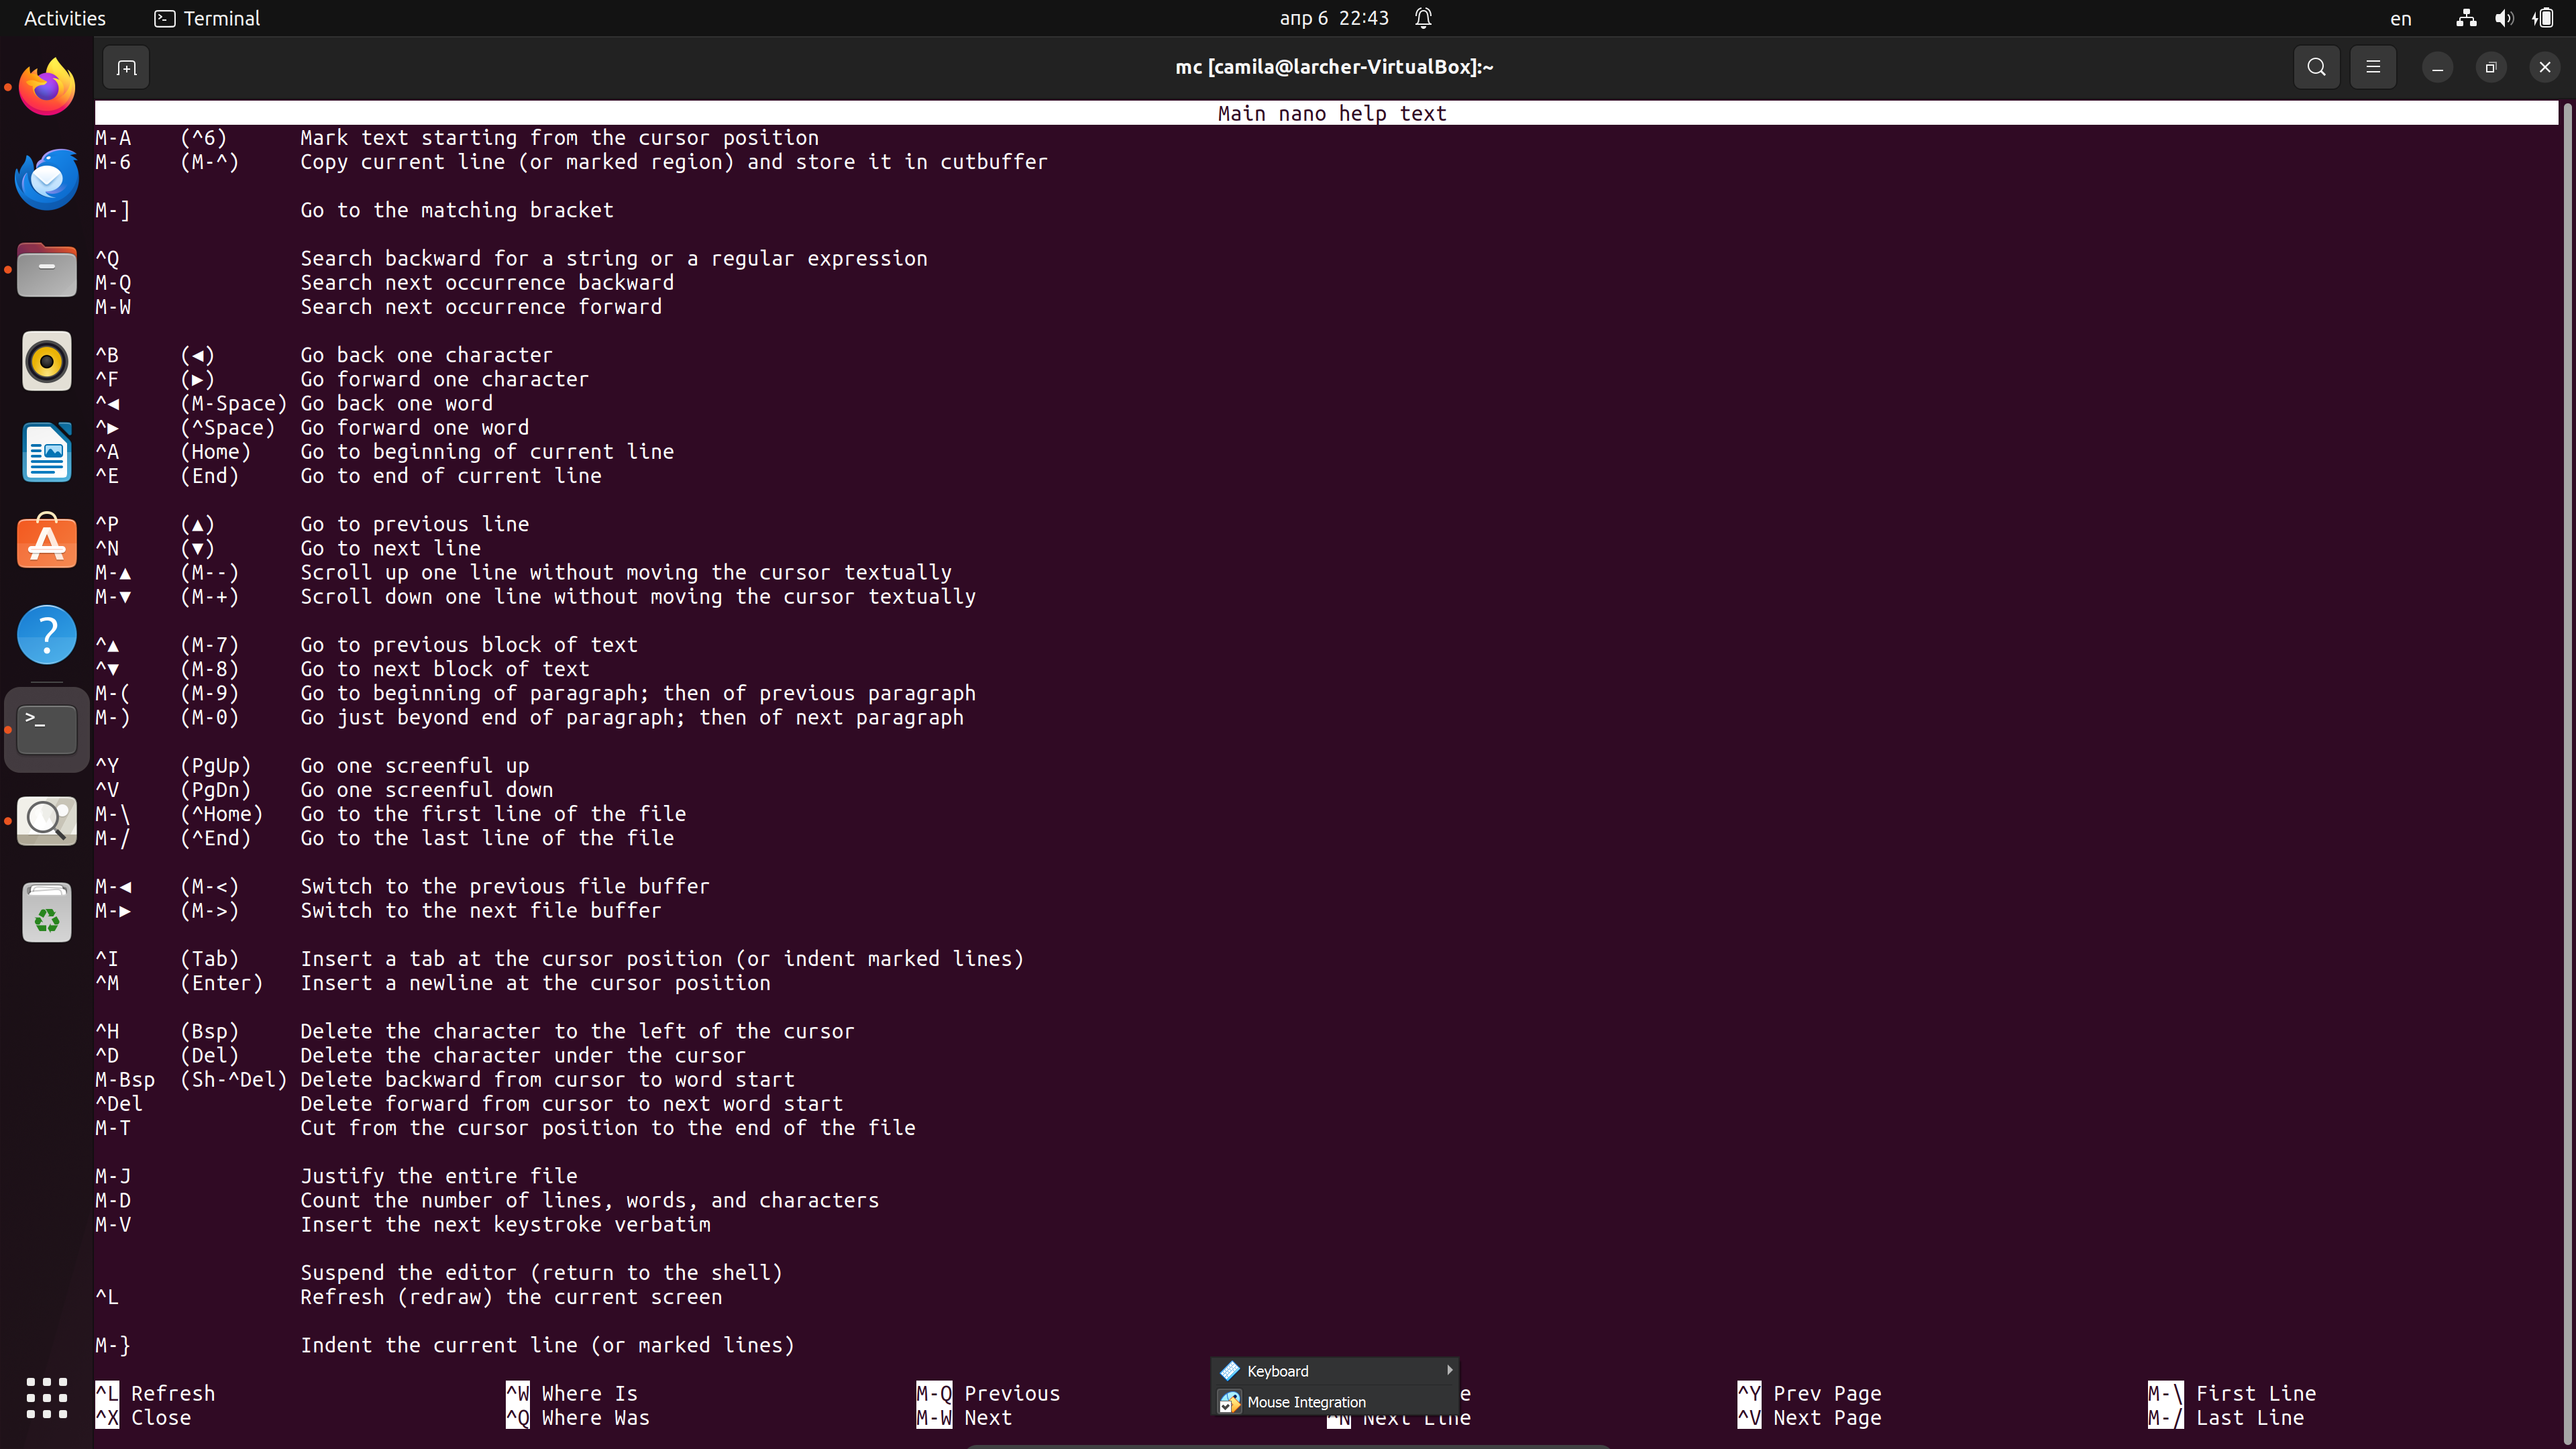 Activities Terminal апр 6 22:43 en
mc [camila@larcher-VirtualBox]:~
Main nano help text
M-A (^6) Mark text starting from the cursor position
M-6 (M-^) Copy current line (or marked region) and store it in cutbuffer
M-] Go to the matching bracket
^Q Search backward for a string or a regular expression
M-Q Search next occurrence backward
M-W Search next occurrence forward
^B (◀) Go back one character
^F (▶) Go forward one character
^◀ (M-Space) Go back one word
^▶ (^Space) Go forward one word
^A (Home) Go to beginning of current line
^E (End) Go to end of current line
^P (▲) Go to previous line
^N (▼) Go to next line
M-▲ (M--) Scroll up one line without moving the cursor textually
M-▼ (M-+) Scroll down one line without moving the cursor textually
^▲ (M-7) Go to previous block of text
^▼ (M-8) Go to next block of text
M-( (M-9) Go to beginning of paragraph; then of previous paragraph
M-) (M-0) Go just beyond end of paragraph; then of next paragraph
^Y (PgUp) Go one screenful up
^V (PgDn) Go one screenful down
M-\ (^Home) Go to the first line of the file
M-/ (^End) Go to the last line of the file
M-◀ (M-<) Switch to the previous file buffer
M-▶ (M->) Switch to the next file buffer
^I (Tab) Insert a tab at the cursor position (or indent marked lines)
^M (Enter) Insert a newline at the cursor position
^H (Bsp) Delete the character to the left of the cursor
^D (Del) Delete the character under the cursor
M-Bsp (Sh-^Del) Delete backward from cursor to word start
^Del Delete forward from cursor to next word start
M-T Cut from the cursor position to the end of the file
M-J Justify the entire file
M-D Count the number of lines, words, and characters
M-V Insert the next keystroke verbatim
Suspend the editor (return to the shell)
^L Refresh (redraw) the current screen
M-} Indent the current line (or marked lines)
Keyboard
Mouse Integration
^L Refresh ^W Where Is M-Q Previous e ^Y Prev Page M-\ First Line
^X Close ^Q Where Was M-W Next ^N Next Line ^V Next Page M-/ Last Line